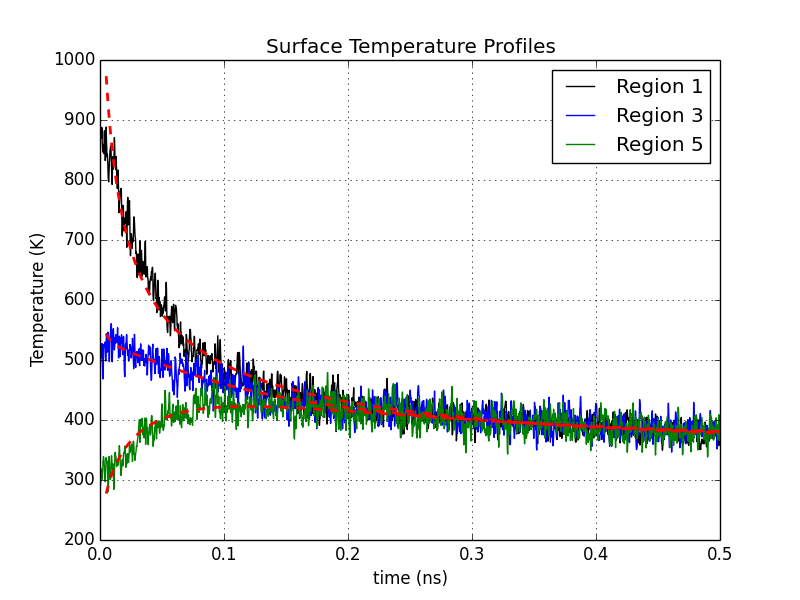 Surface Temperature Profiles
1000
900
800
700
600
500
400
300
200
Temperature (K)
Region 1
Region 3
Region 5
0.0 0.1 0.2 0.3 0.4 0.5
time (ns)